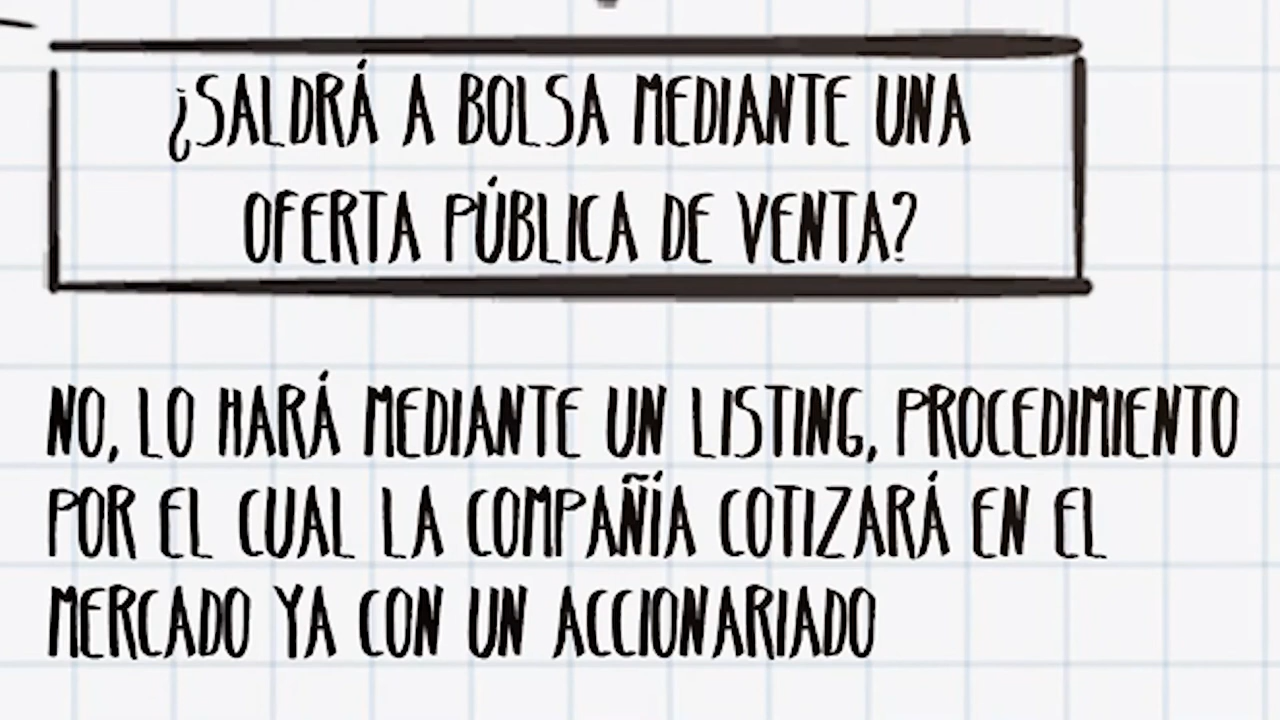 ¿SALDRÁ A BOLSA MEDIANTE UNA
OFERTA PÚBLICA DE VENTA?
NO, LO HARÁ MEDIANTE UN LISTING, PROCEDIMIENTO
POR EL CUAL LA COMPAÑÍA COTIZARÁ EN EL
MERCADO YA CON UN ACCIONARIADO